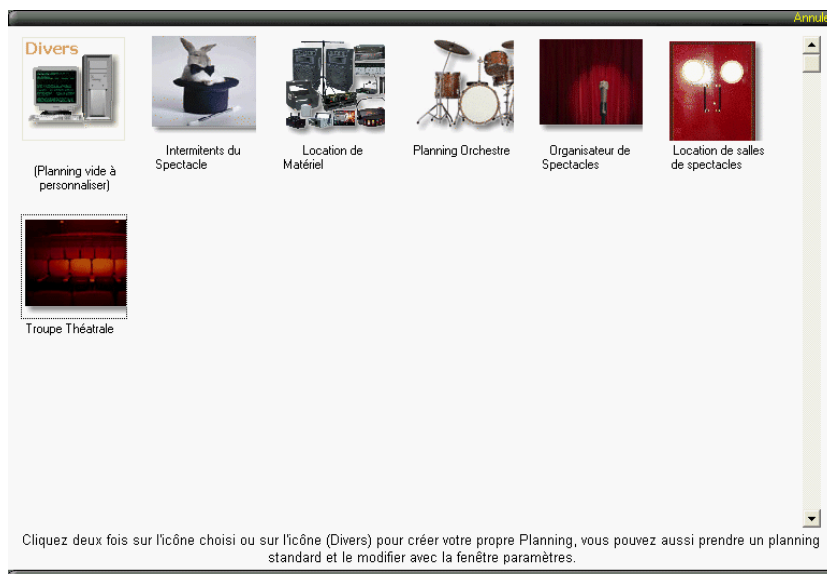 Annule
Divers
(Planning vide à
personnaliser)
Intermitents du
Spectacle
Location de
Matériel
Planning Orchestre
Organisateur de
Spectacles
Location de salles
de spectacles
Troupe Théatrale
Cliquez deux fois sur l'icône choisi ou sur l'icône (Divers) pour créer votre propre Planning, vous pouvez aussi prendre un planning
standard et le modifier avec la fenêtre paramètres.